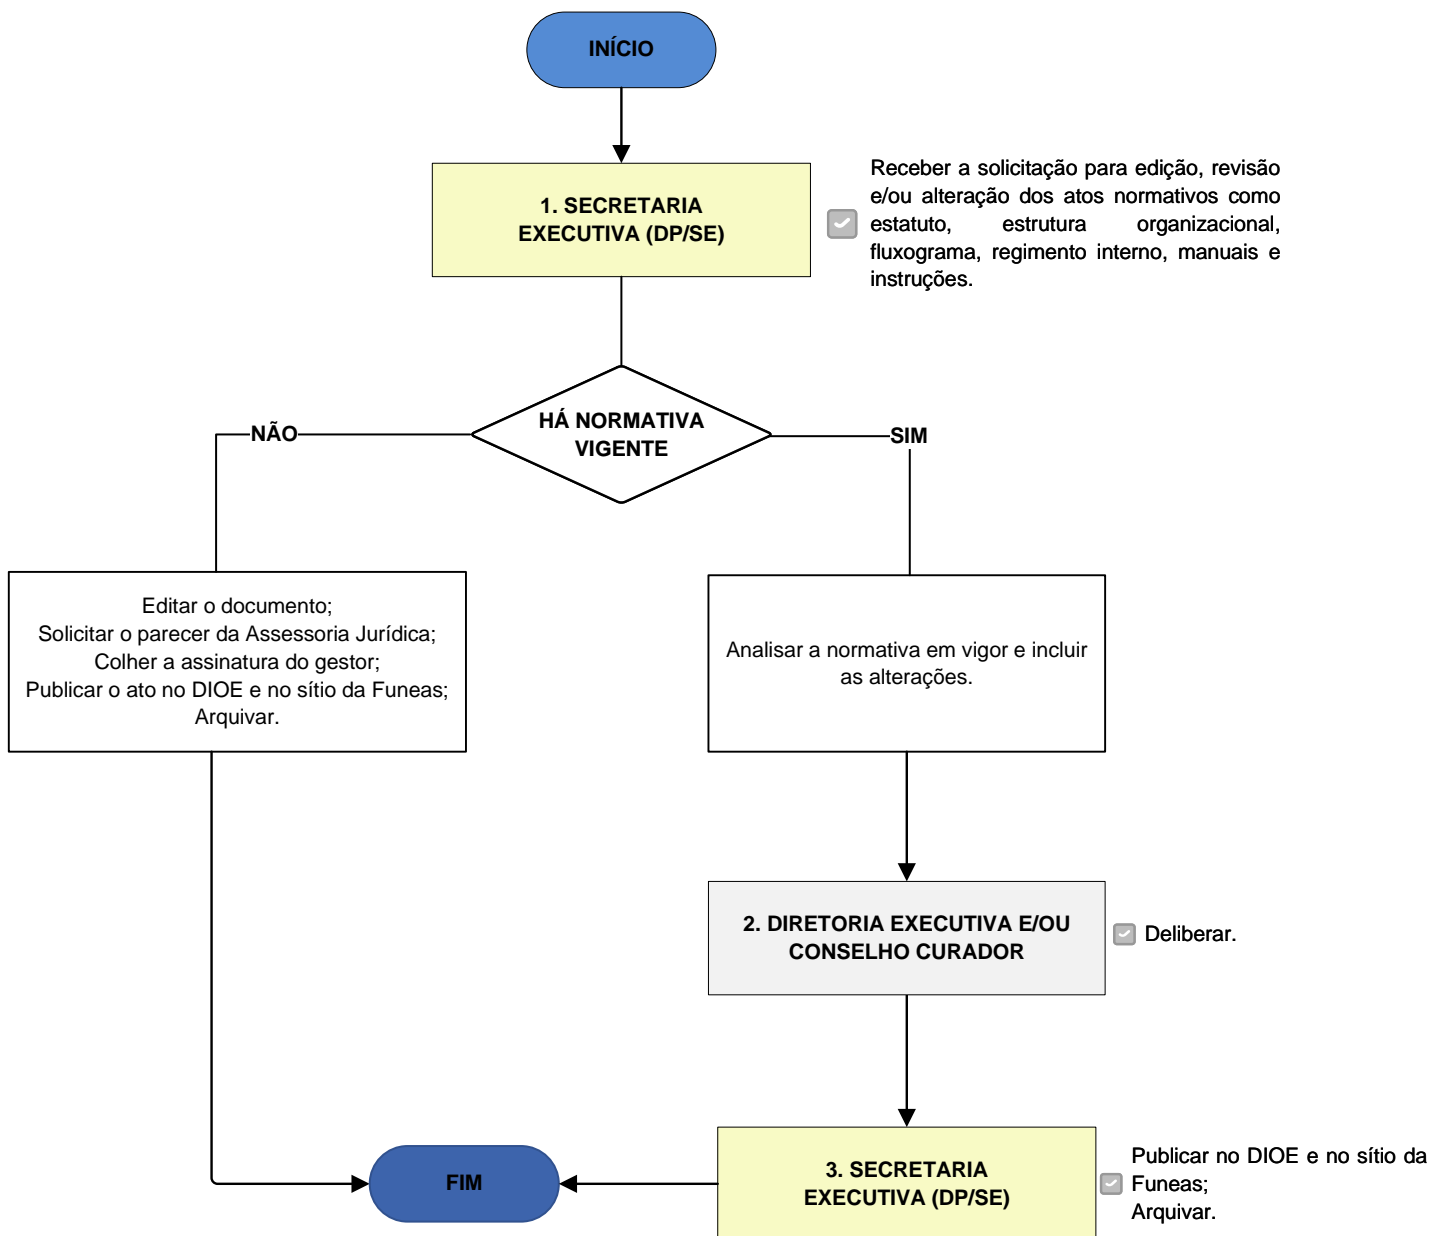 INÍCIO
1. SECRETARIA
EXECUTIVA (DP/SE)
Receber a solicitação para edição, revisão
e/ou alteração dos atos normativos como
estatuto, estrutura organizacional,
fluxograma, regimento interno, manuais e
instruções.
HÁ NORMATIVA
VIGENTE
NÃO
SIM
Editar o documento;
Solicitar o parecer da Assessoria Jurídica;
Colher a assinatura do gestor;
Publicar o ato no DIOE e no sítio da Funeas;
Arquivar.
Analisar a normativa em vigor e incluir
as alterações.
2. DIRETORIA EXECUTIVA E/OU
CONSELHO CURADOR
Deliberar.
3. SECRETARIA
EXECUTIVA (DP/SE)
Publicar no DIOE e no sítio da
Funeas;
Arquivar.
FIM